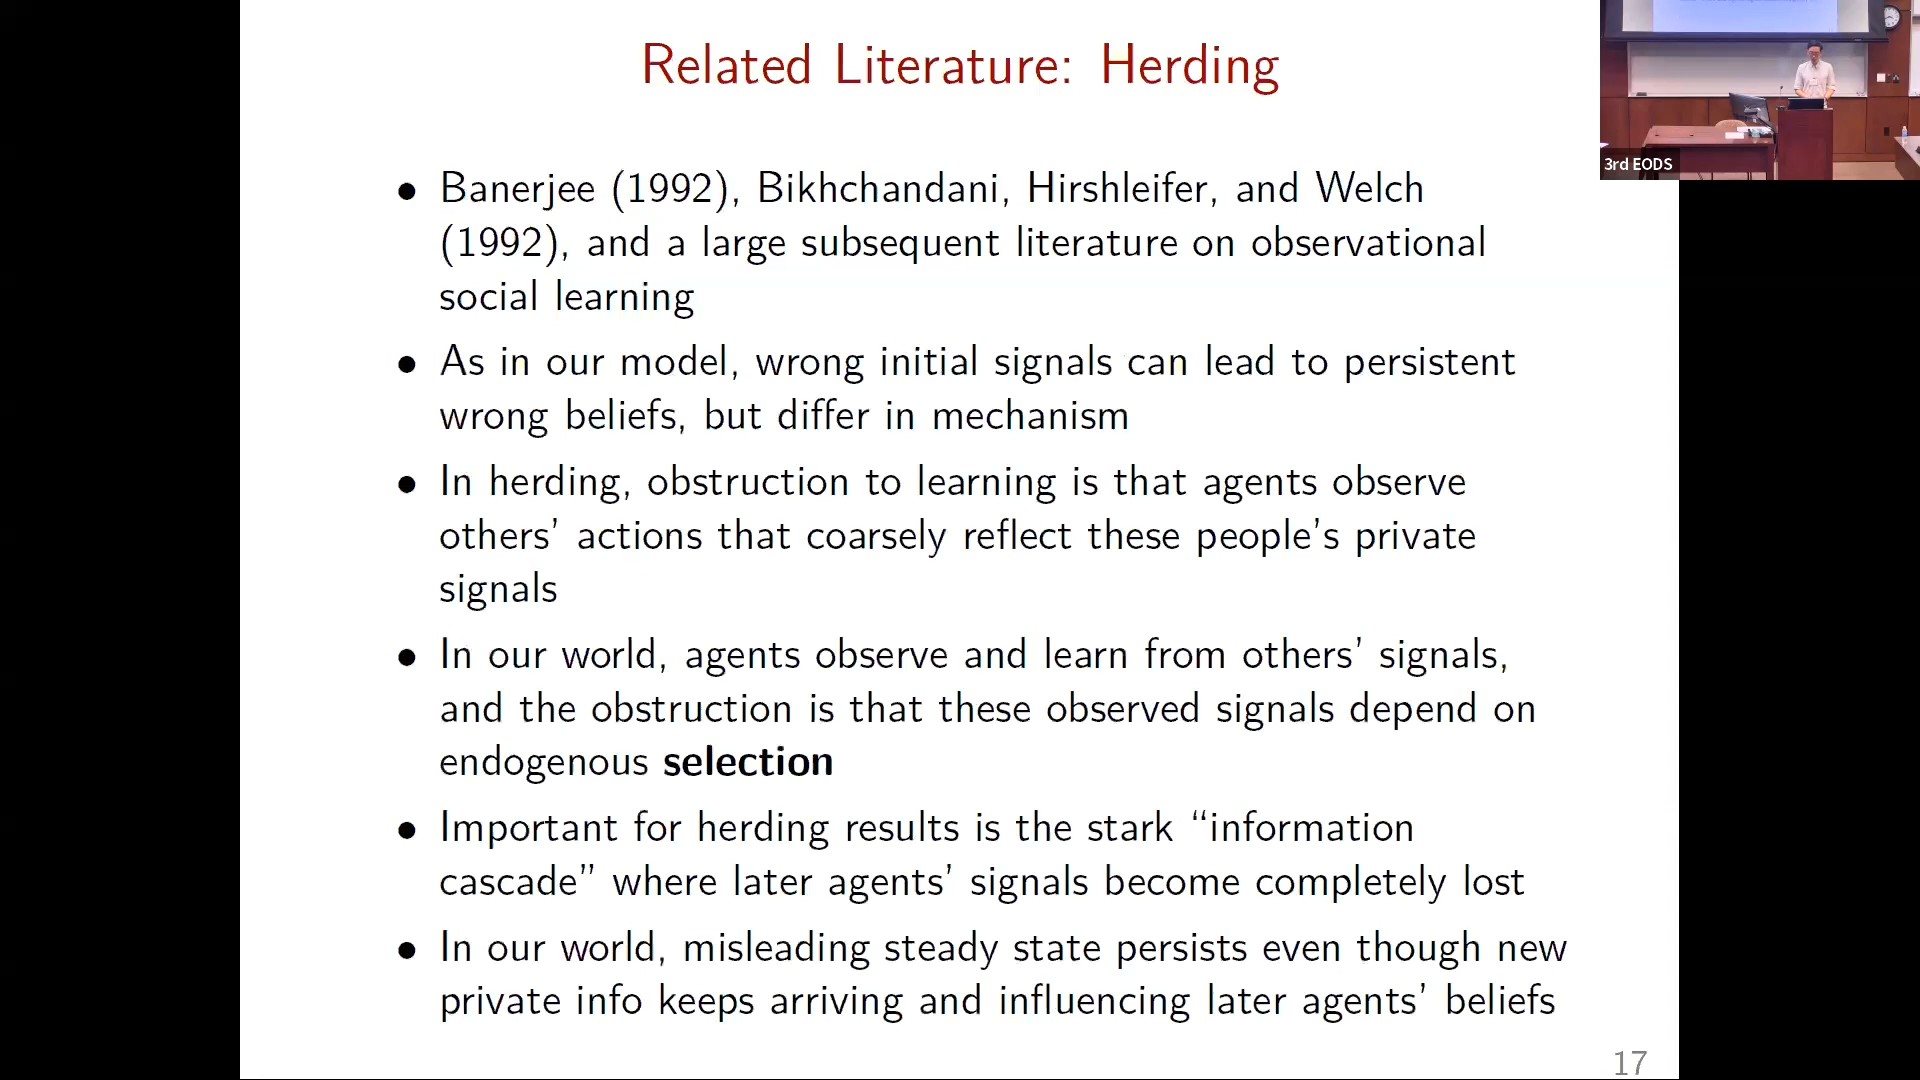 Related Literature: Herding
3rd EODS
• Banerjee (1992), Bikhchandani, Hirshleifer, and Welch
(1992), and a large subsequent literature on observational
social learning
• As in our model, wrong initial signals can lead to persistent
wrong beliefs, but differ in mechanism
• In herding, obstruction to learning is that agents observe
others’ actions that coarsely reflect these people’s private
signals
• In our world, agents observe and learn from others’ signals,
and the obstruction is that these observed signals depend on
endogenous selection
• Important for herding results is the stark “information
cascade” where later agents’ signals become completely lost
• In our world, misleading steady state persists even though new
private info keeps arriving and influencing later agents’ beliefs
17